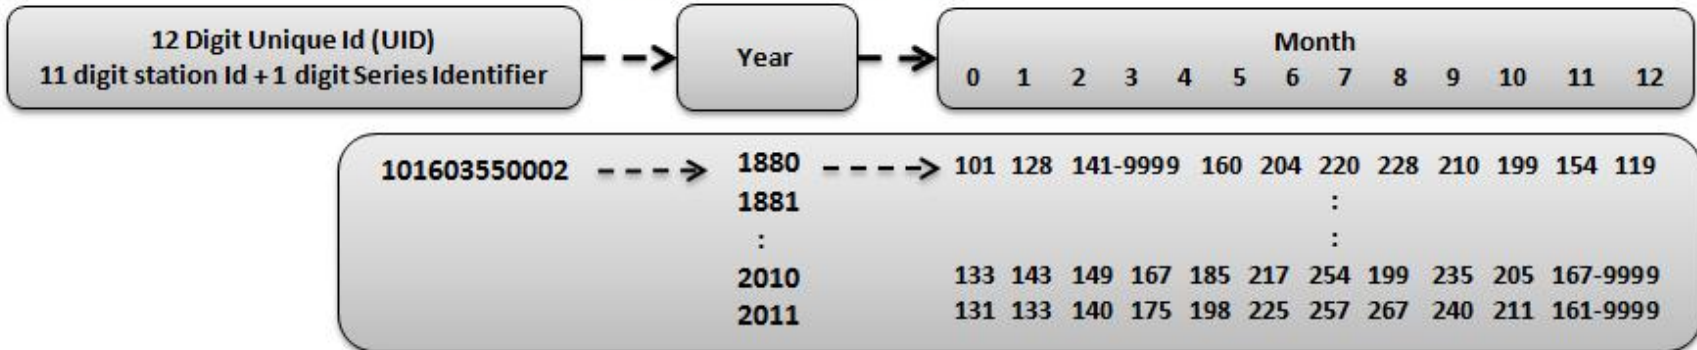 12 Digit Unique Id (UID)
11 digit station Id + 1 digit Series Identifier
Year
Month
0 1 2 3 4 5 6 7 8 9 10 11 12
101603550002 1880 101 128 141-9999 160 204 220 228 210 199 154 119
1881 :
: :
2010 133 143 149 167 185 217 254 199 235 205 167-9999
2011 131 133 140 175 198 225 257 267 240 211 161-9999